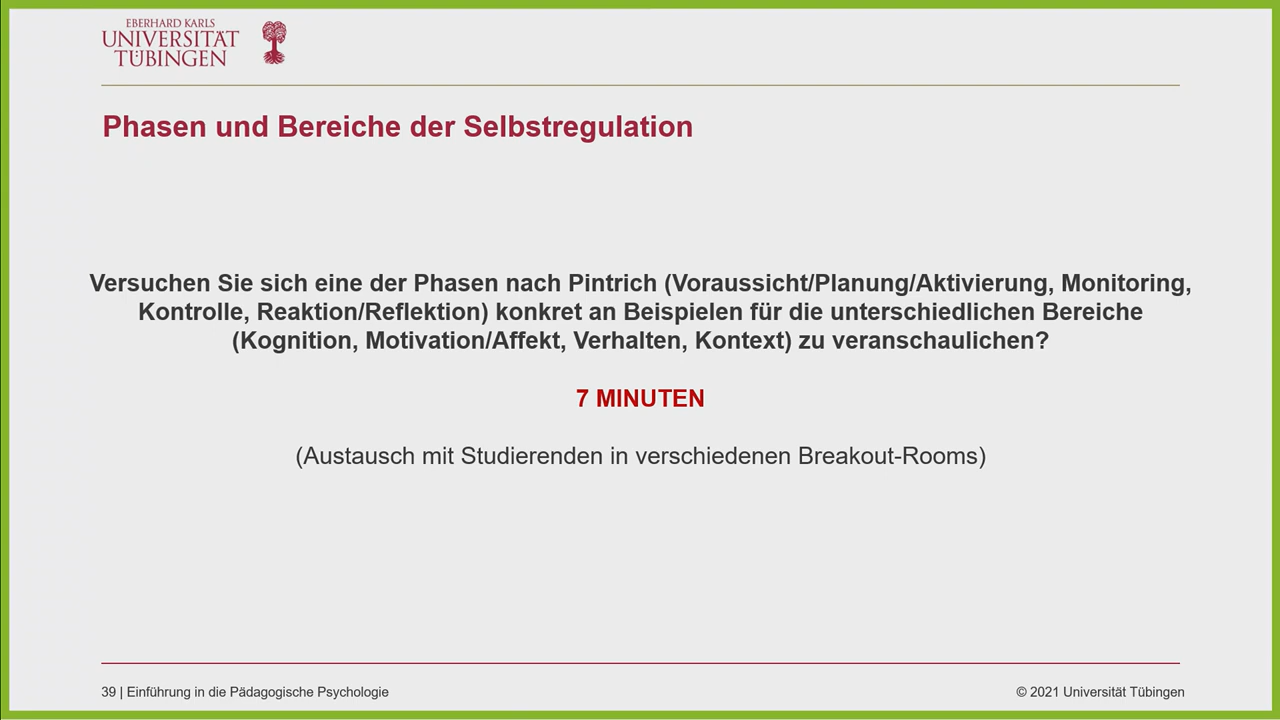 EBERHARD KARLS
UNIVERSITÄT
TÜBINGEN
Phasen und Bereiche der Selbstregulation
Versuchen Sie sich eine der Phasen nach Pintrich (Voraussicht/Planung/Aktivierung, Monitoring,
Kontrolle, Reaktion/Reflektion) konkret an Beispielen für die unterschiedlichen Bereiche
(Kognition, Motivation/Affekt, Verhalten, Kontext) zu veranschaulichen?
7 MINUTEN
(Austausch mit Studierenden in verschiedenen Breakout-Rooms)
39 | Einführung in die Pädagogische Psychologie
© 2021 Universität Tübingen